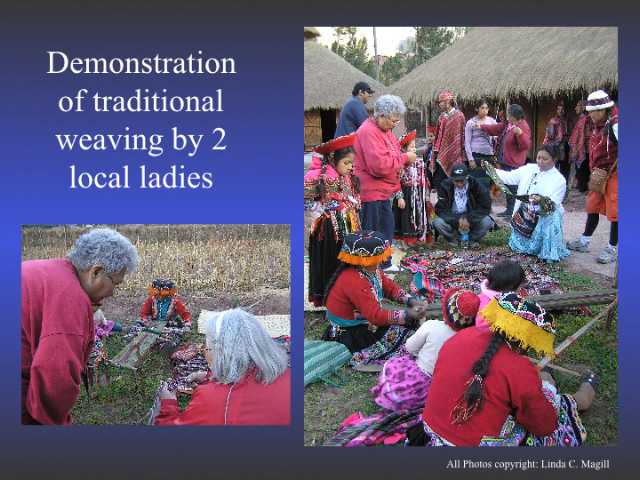 Demonstration
of traditional
weaving by 2
local ladies
All Photos copyright: Linda C. Magill